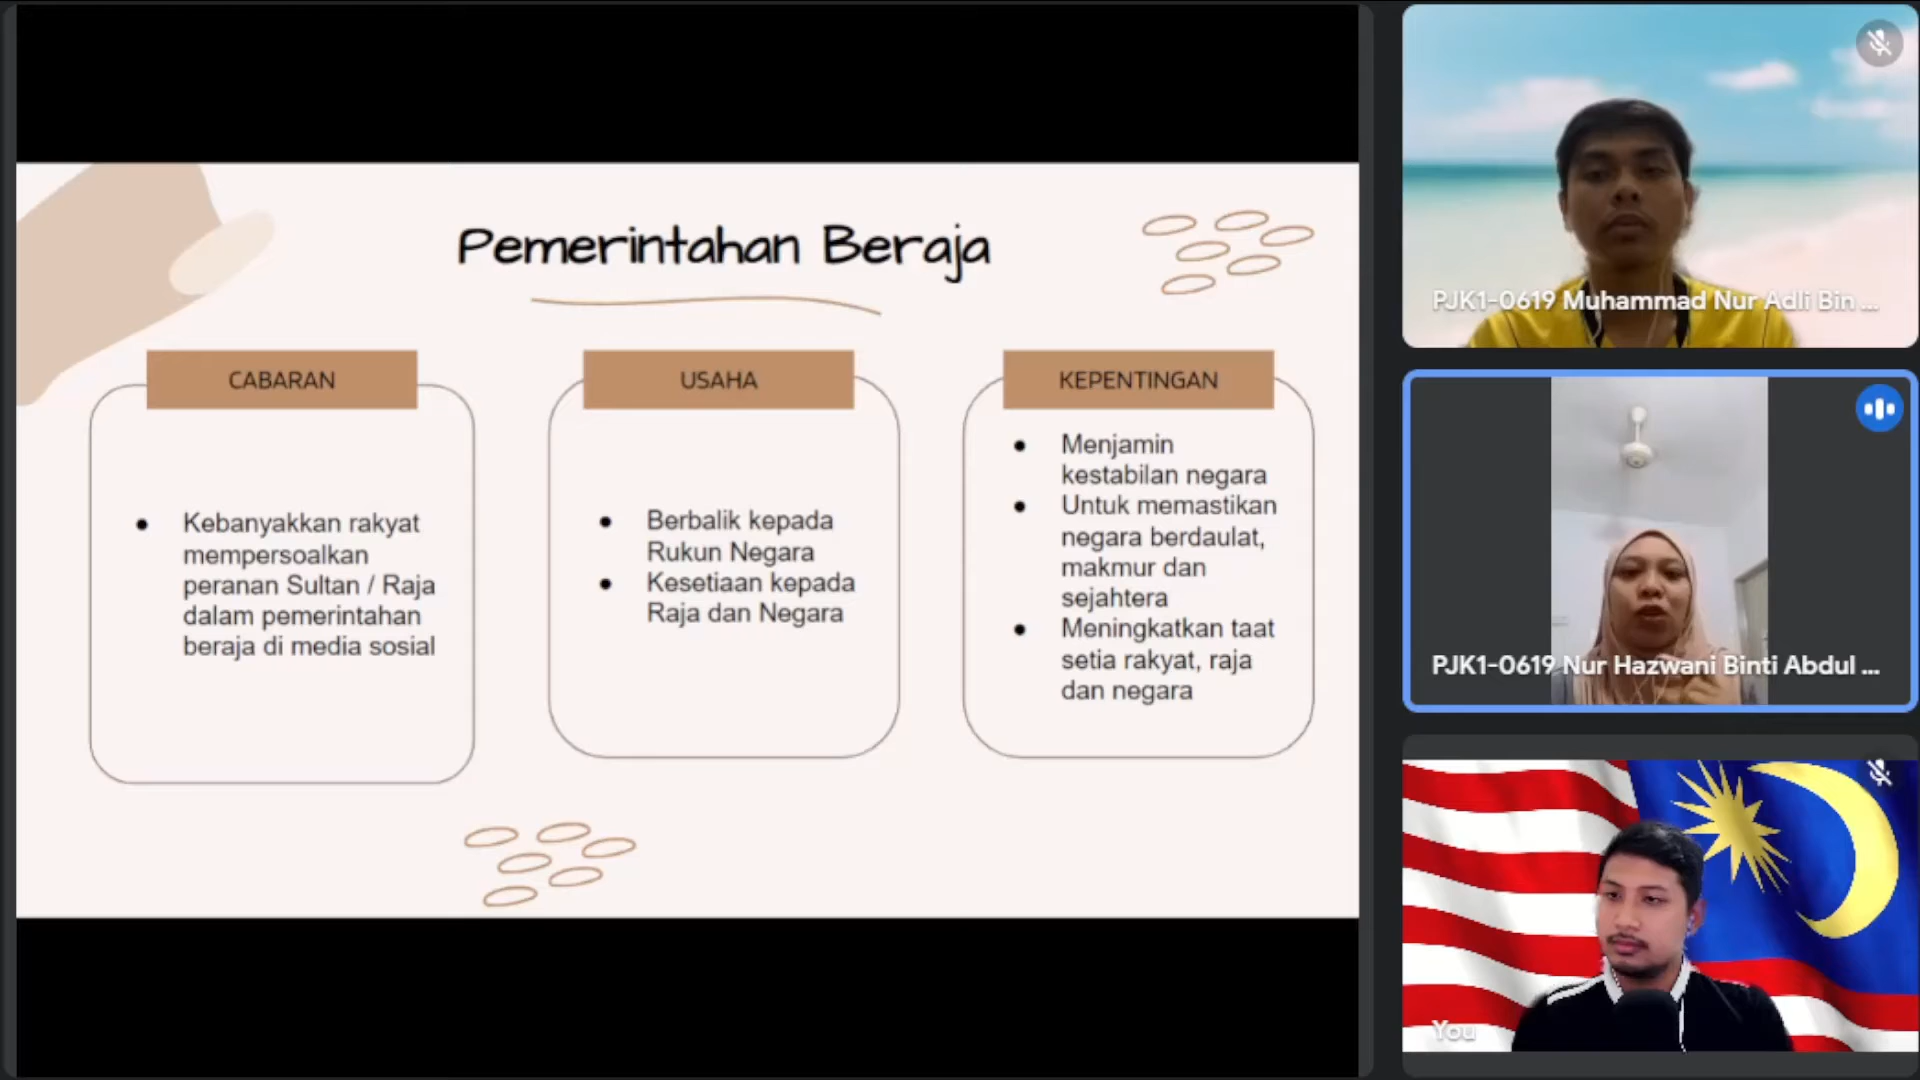 Pemerintahan Beraja
CABARAN
Kebanyakkan rakyat
mempersoalkan
peranan Sultan / Raja
dalam pemerintahan
beraja di media sosial
USAHA
Berbalik kepada
Rukun Negara
Kesetiaan kepada
Raja dan Negara
KEPENTINGAN
Menjamin
kestabilan negara
Untuk memastikan
negara berdaulat,
makmur dan
sejahtera
Meningkatkan taat
setia rakyat, raja
dan negara
PJK1-0619 Muhammad Nur Adli Bin ...
PJK1-0619 Nur Hazwani Binti Abdul ...
You